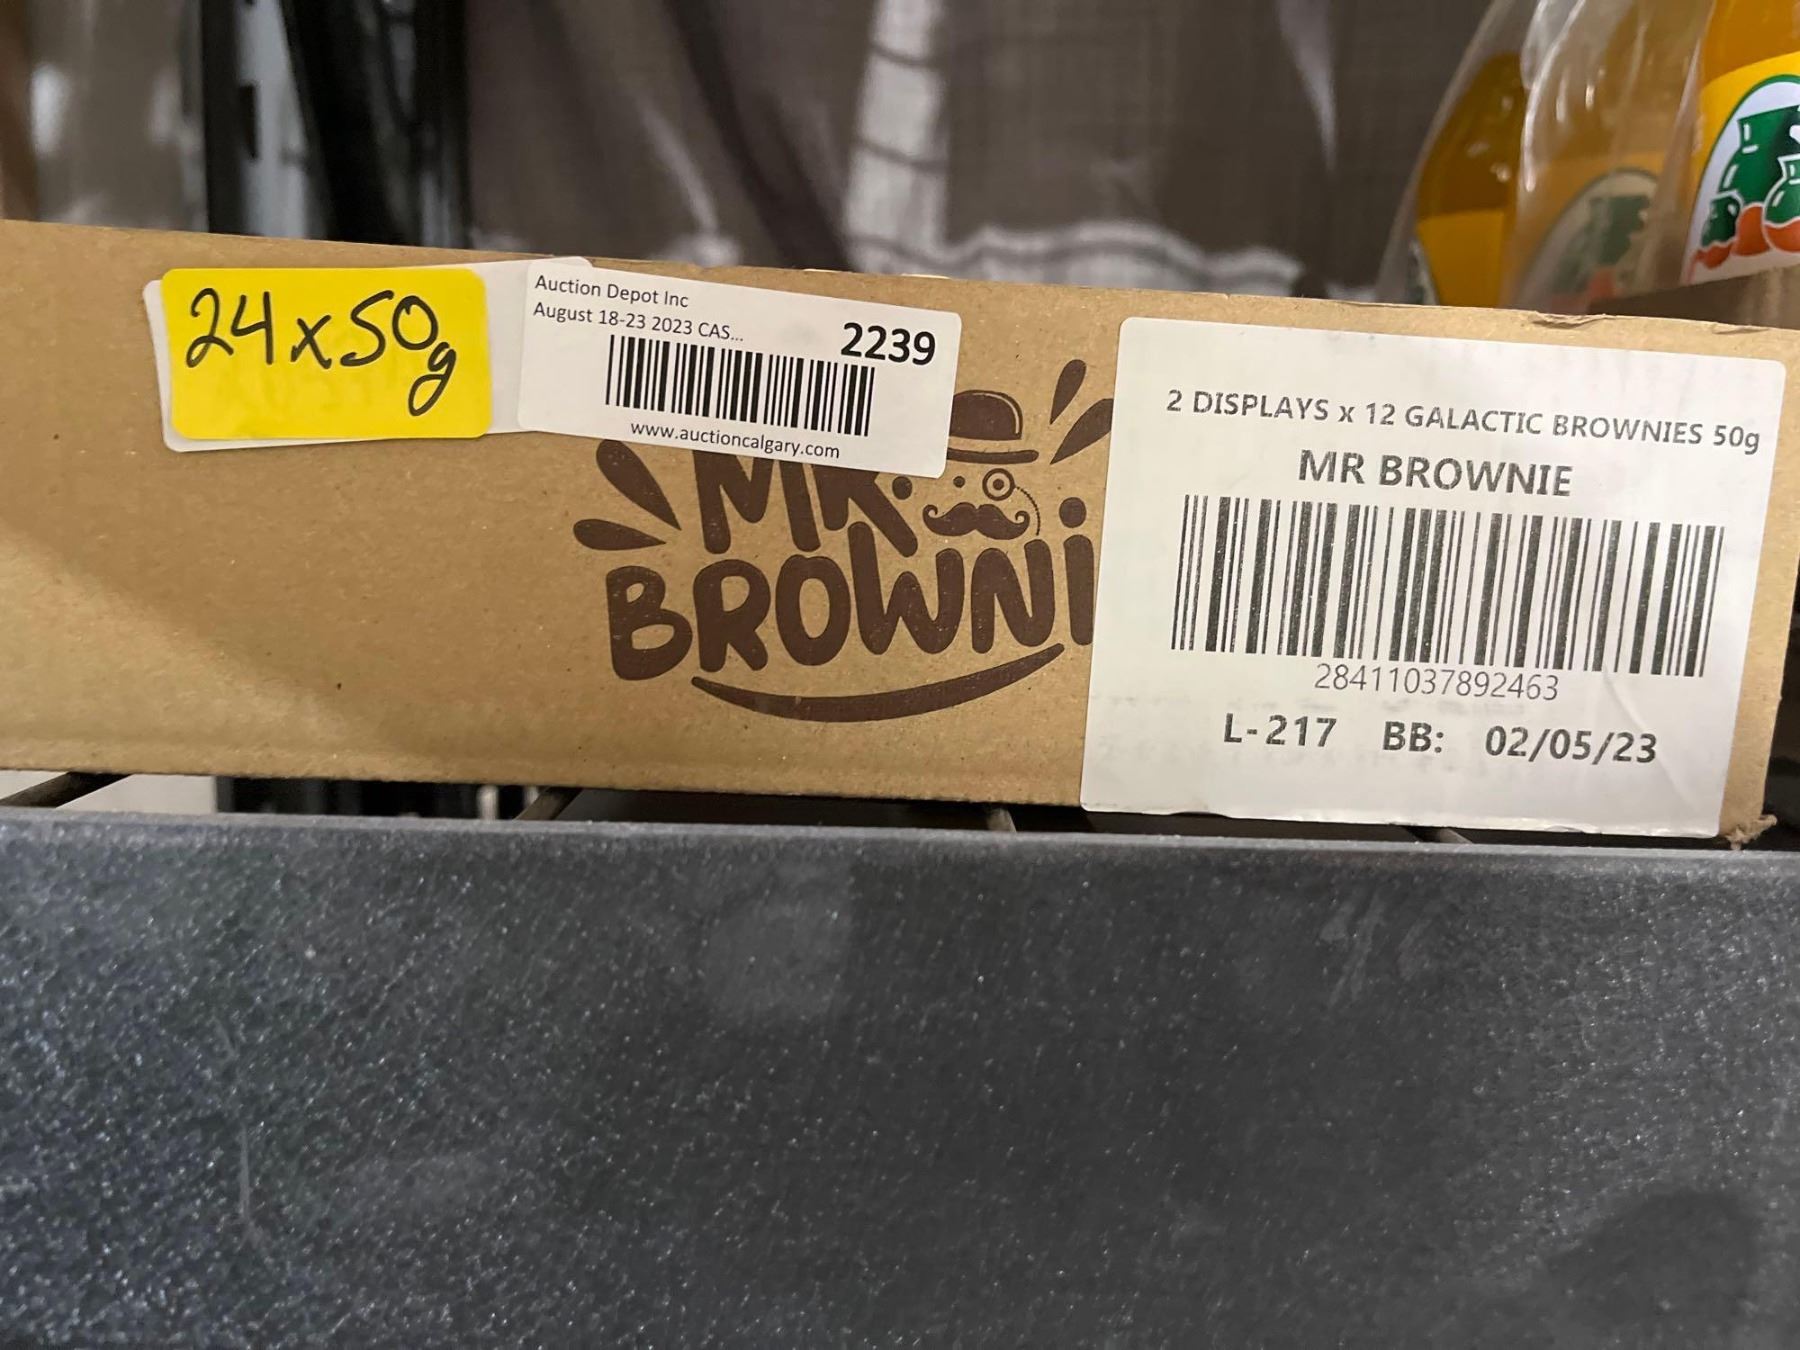 24x50g
Auction Depot Inc
August 18-23 2023 CAS...
2239
www.auctioncalgary.com
MR.
BROWNi
2 DISPLAYS x 12 GALACTIC BROWNIES 50g
MR BROWNIE
28411037892463
L-217 BB: 02/05/23